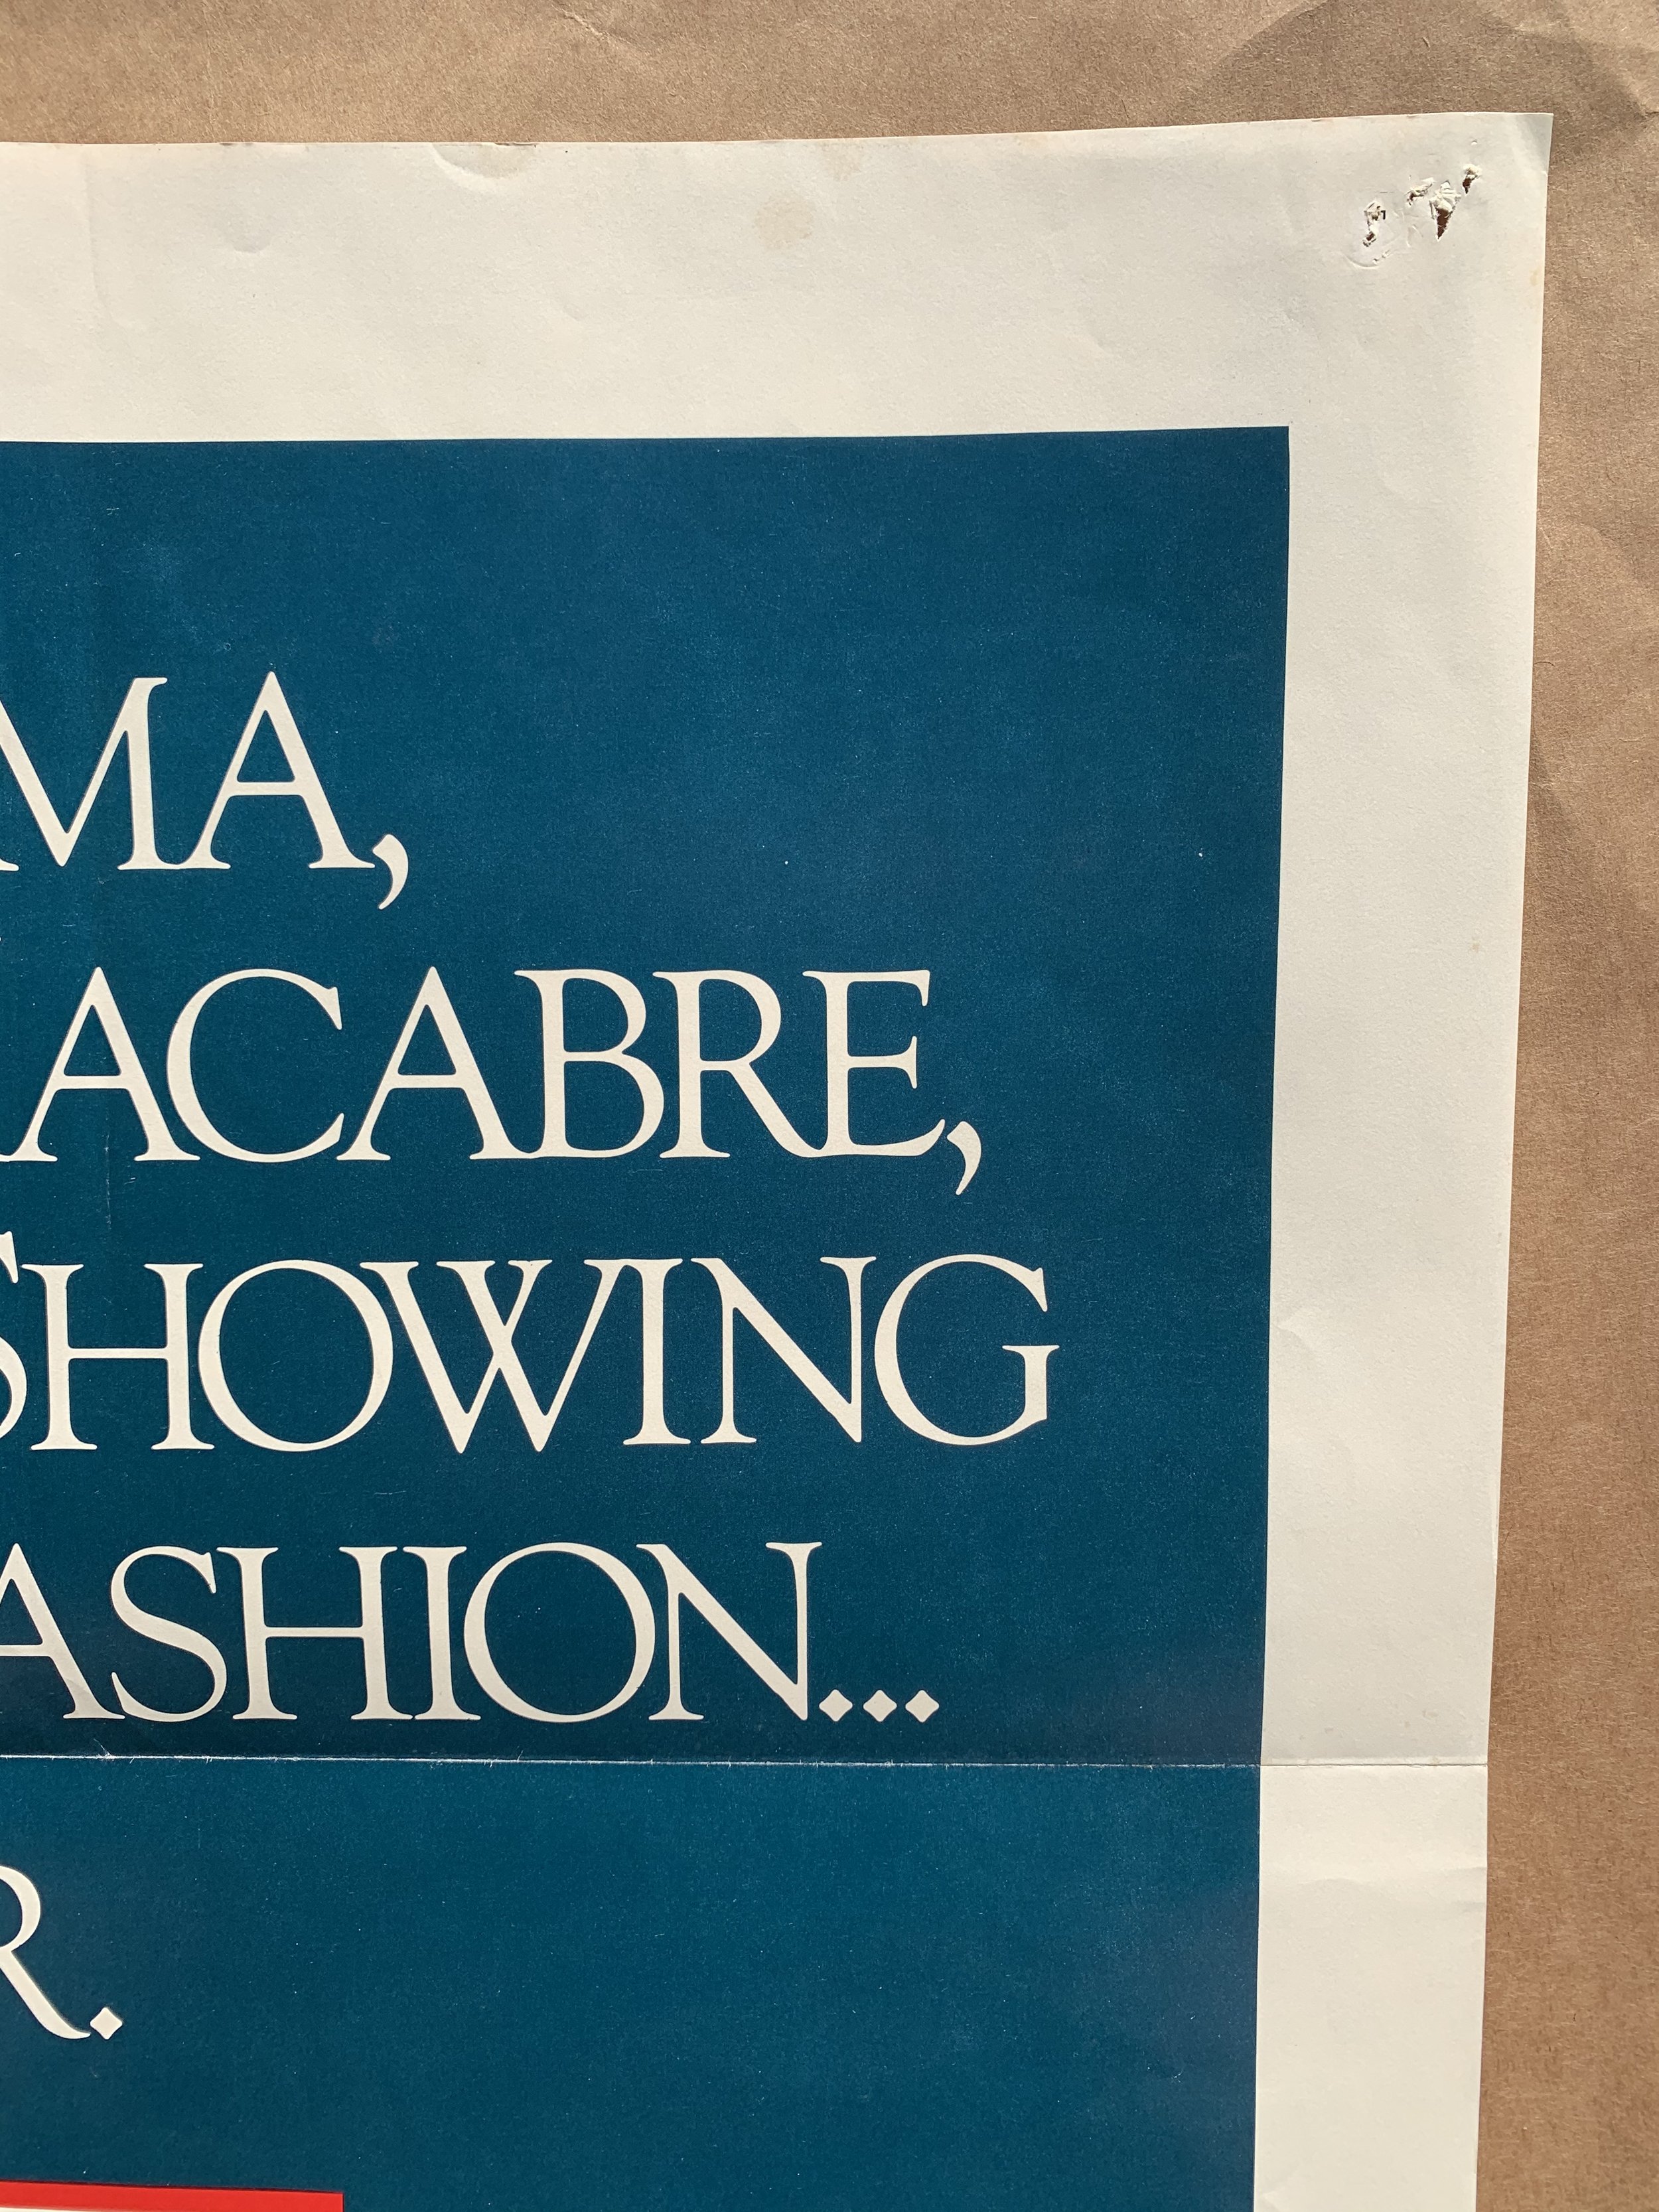 MA,
ACABRE,
SHOWING
ASHION...
R.